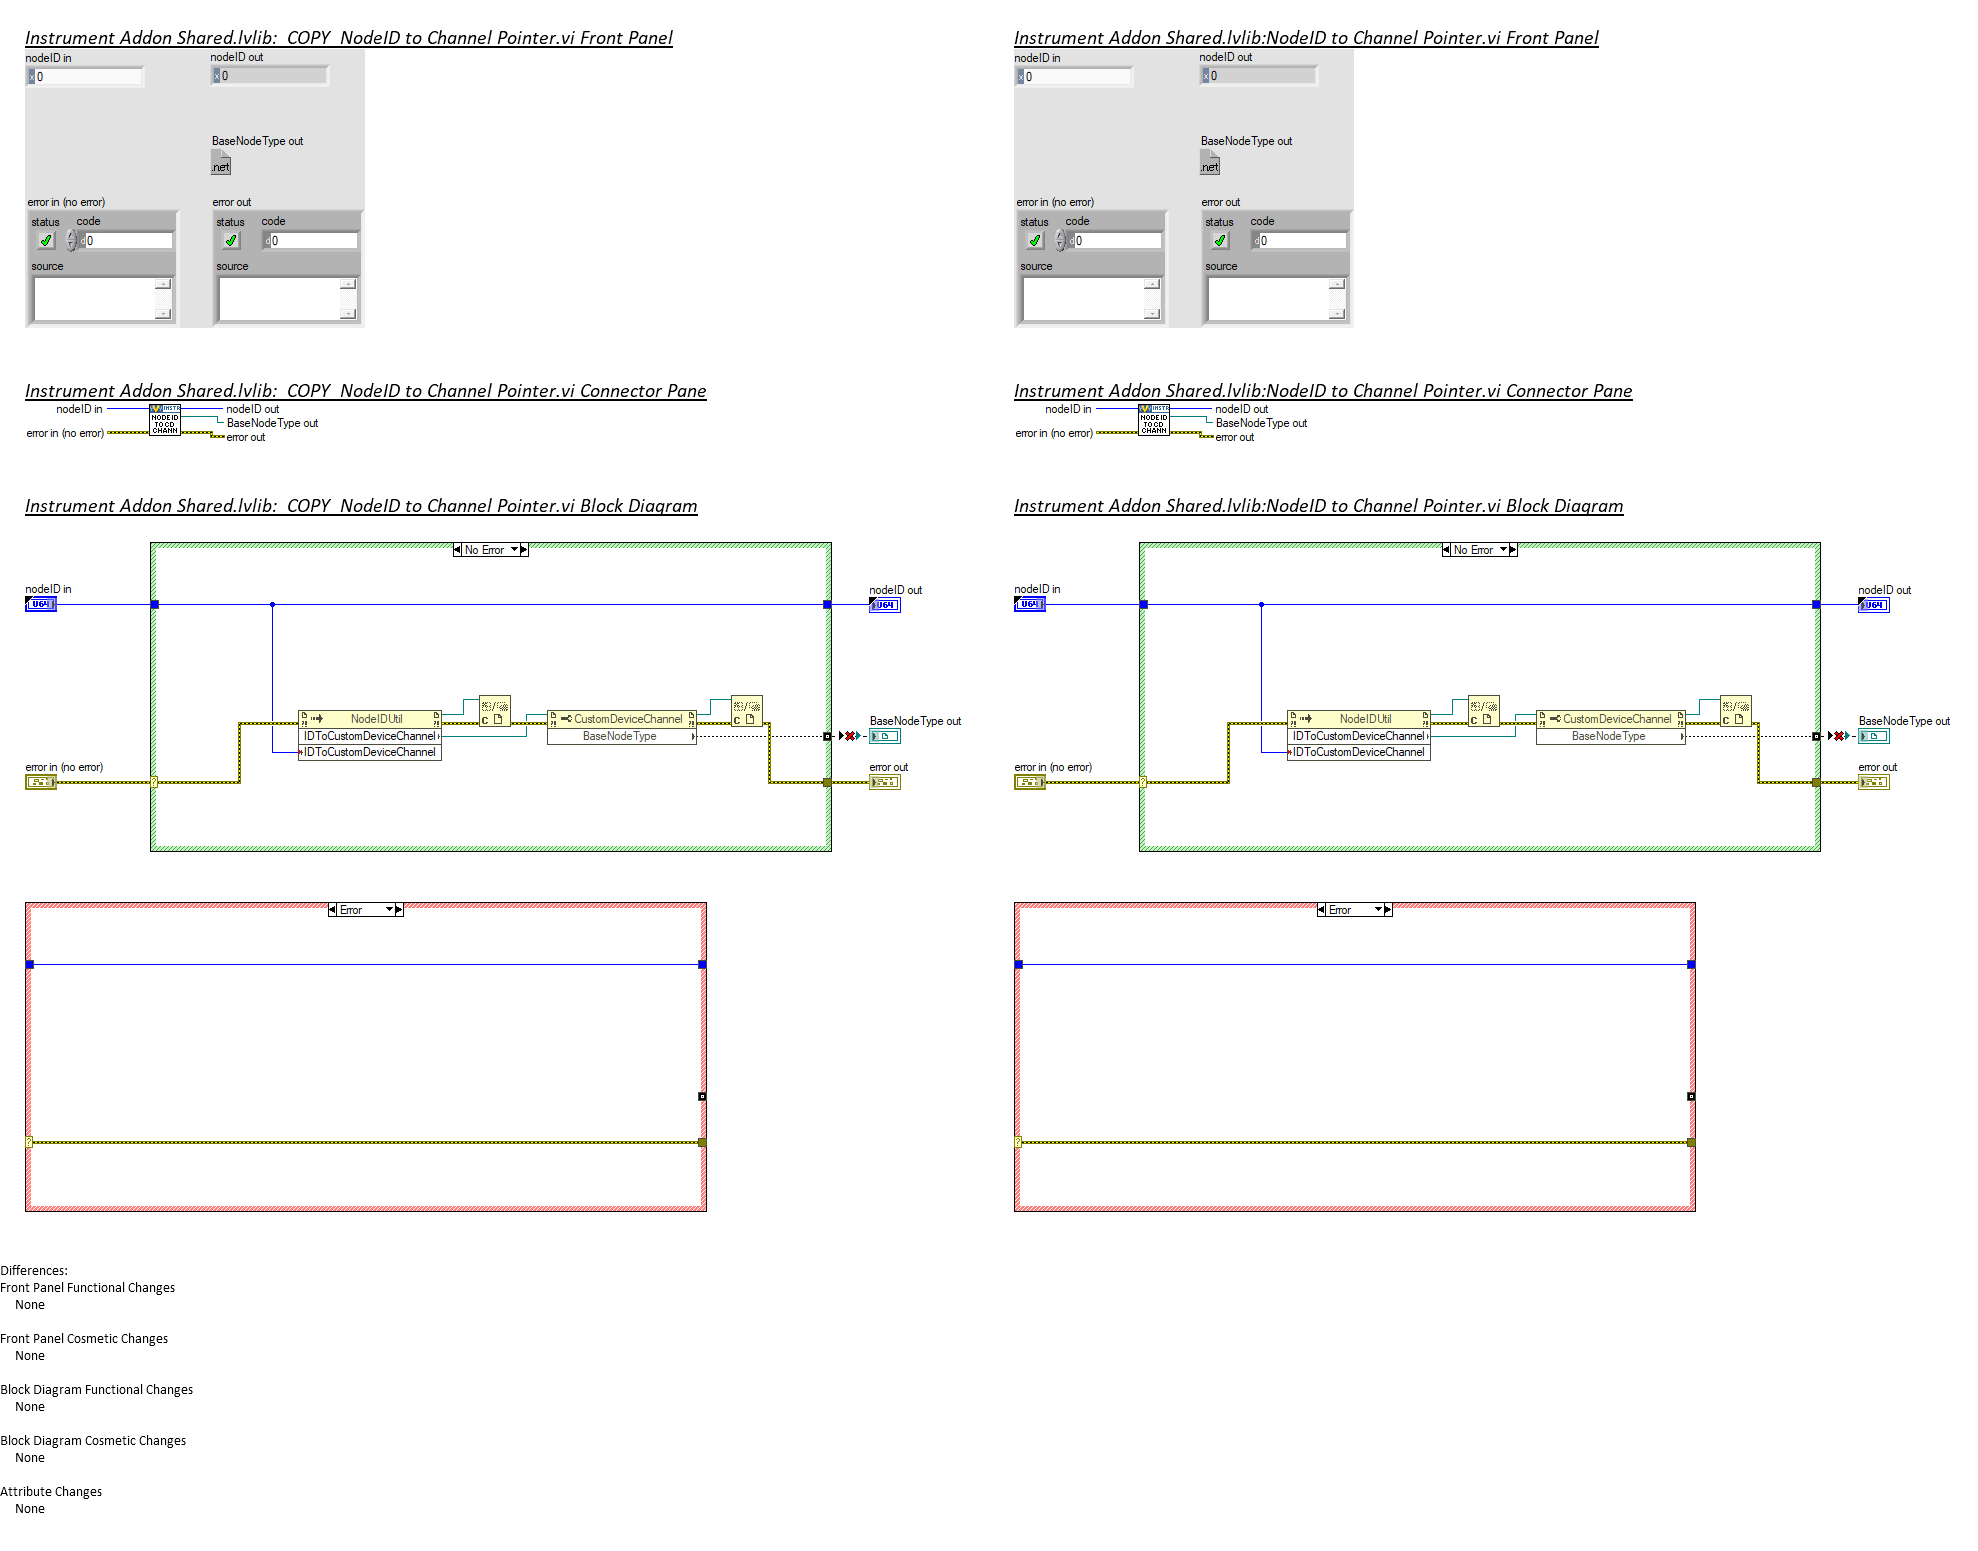 Instrument Addon Shared.lvlib:  COPY  NodeID to Channel Pointer.vi Front Panel
nodeID in
nodeID out
x 0
x 0
BaseNodeType out
.net
error in (no error)
error out
status
code
status
code
d 0
d 0
source
source
Instrument Addon Shared.lvlib:NodeID to Channel Pointer.vi Front Panel
nodeID in
nodeID out
x 0
x 0
BaseNodeType out
.net
error in (no error)
error out
status
code
status
code
d 0
d 0
source
source
Instrument Addon Shared.lvlib:  COPY  NodeID to Channel Pointer.vi Connector Pane
nodeID in
INSTR
nodeID out
NODE ID
TO CD
CHANN
BaseNodeType out
error in (no error)
error out
Instrument Addon Shared.lvlib:NodeID to Channel Pointer.vi Connector Pane
nodeID in
INSTR
nodeID out
NODE ID
TO CD
CHANN
BaseNodeType out
error in (no error)
error out
Instrument Addon Shared.lvlib:  COPY  NodeID to Channel Pointer.vi Block Diagram
No Error
nodeID in
U64
nodeID out
U64
NodeIDUtil
IDToCustomDeviceChannel
IDToCustomDeviceChannel
C
CustomDeviceChannel
BaseNodeType
C
BaseNodeType out
error in (no error)
?
error out
Error
?
Instrument Addon Shared.lvlib:NodeID to Channel Pointer.vi Block Diagram
No Error
nodeID in
U64
nodeID out
U64
NodeIDUtil
IDToCustomDeviceChannel
IDToCustomDeviceChannel
C
CustomDeviceChannel
BaseNodeType
C
BaseNodeType out
error in (no error)
?
error out
Error
?
Differences:
Front Panel Functional Changes
None
Front Panel Cosmetic Changes
None
Block Diagram Functional Changes
None
Block Diagram Cosmetic Changes
None
Attribute Changes
None